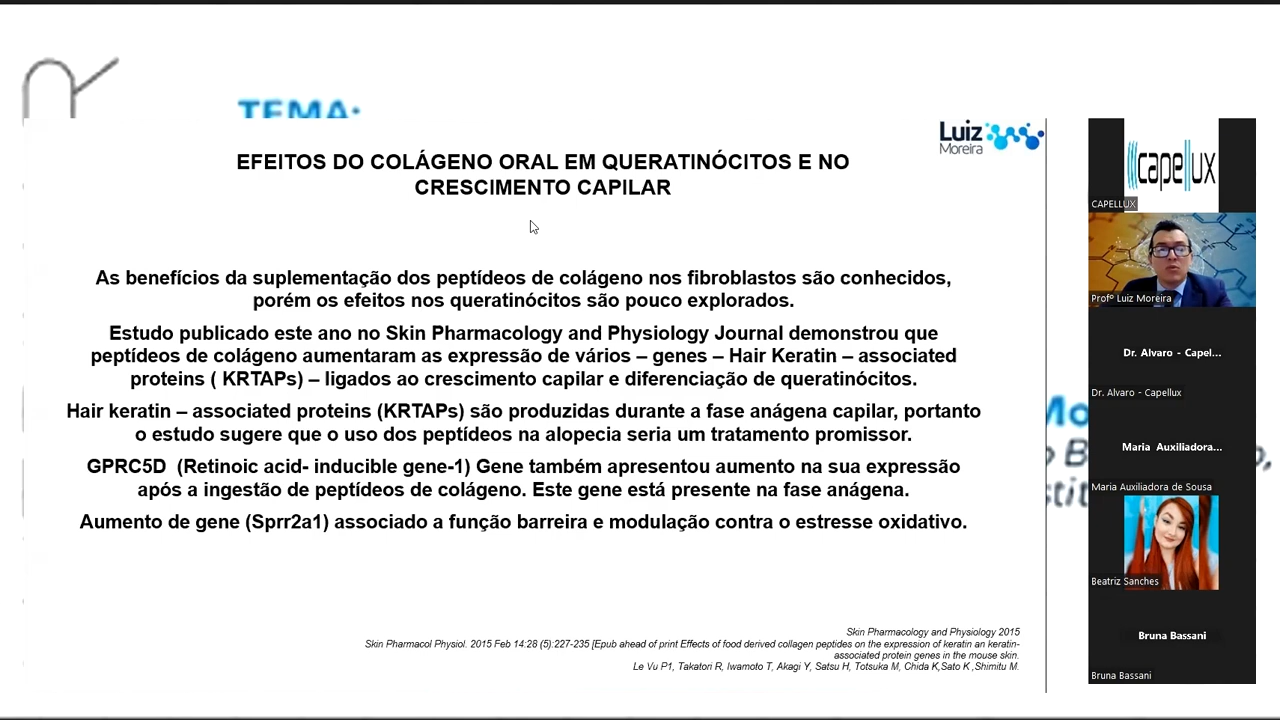 TEMA:
Luiz
Moreira
EFEITOS DO COLÁGENO ORAL EM QUERATINÓCITOS E NO
CRESCIMENTO CAPILAR
As benefícios da suplementação dos peptídeos de colágeno nos fibroblastos são conhecidos,
porém os efeitos nos queratinócitos são pouco explorados.
Estudo publicado este ano no Skin Pharmacology and Physiology Journal demonstrou que
peptídeos de colágeno aumentaram as expressão de vários – genes – Hair Keratin – associated
proteins ( KRTAPs) – ligados ao crescimento capilar e diferenciação de queratinócitos.
Hair keratin – associated proteins (KRTAPs) são produzidas durante a fase anágena capilar, portanto
o estudo sugere que o uso dos peptídeos na alopecia seria um tratamento promissor.
GPRC5D (Retinoic acid- inducible gene-1) Gene também apresentou aumento na sua expressão
após a ingestão de peptídeos de colágeno. Este gene está presente na fase anágena.
Aumento de gene (Sprr2a1) associado a função barreira e modulação contra o estresse oxidativo.
Skin Pharmacology and Physiology 2015
Skin Pharmacol Physiol. 2015 Feb 14:28 (5):227-235 [Epub ahead of print Effects of food derived collagen peptides on the expression of keratin an keratin-
associated protein genes in the mouse skin.
Le Vu P1, Takatori R, Iwamoto T, Akagi Y, Satsu H, Totsuka M, Chida K,Sato K ,Shimitu M.
capellux
CAPELLUX
Profº Luiz Moreira
Dr. Alvaro - Capel...
Dr. Alvaro - Capellux
Maria Auxiliadora...
Maria Auxiliadora de Sousa
Beatriz Sanches
Bruna Bassani
Bruna Bassani